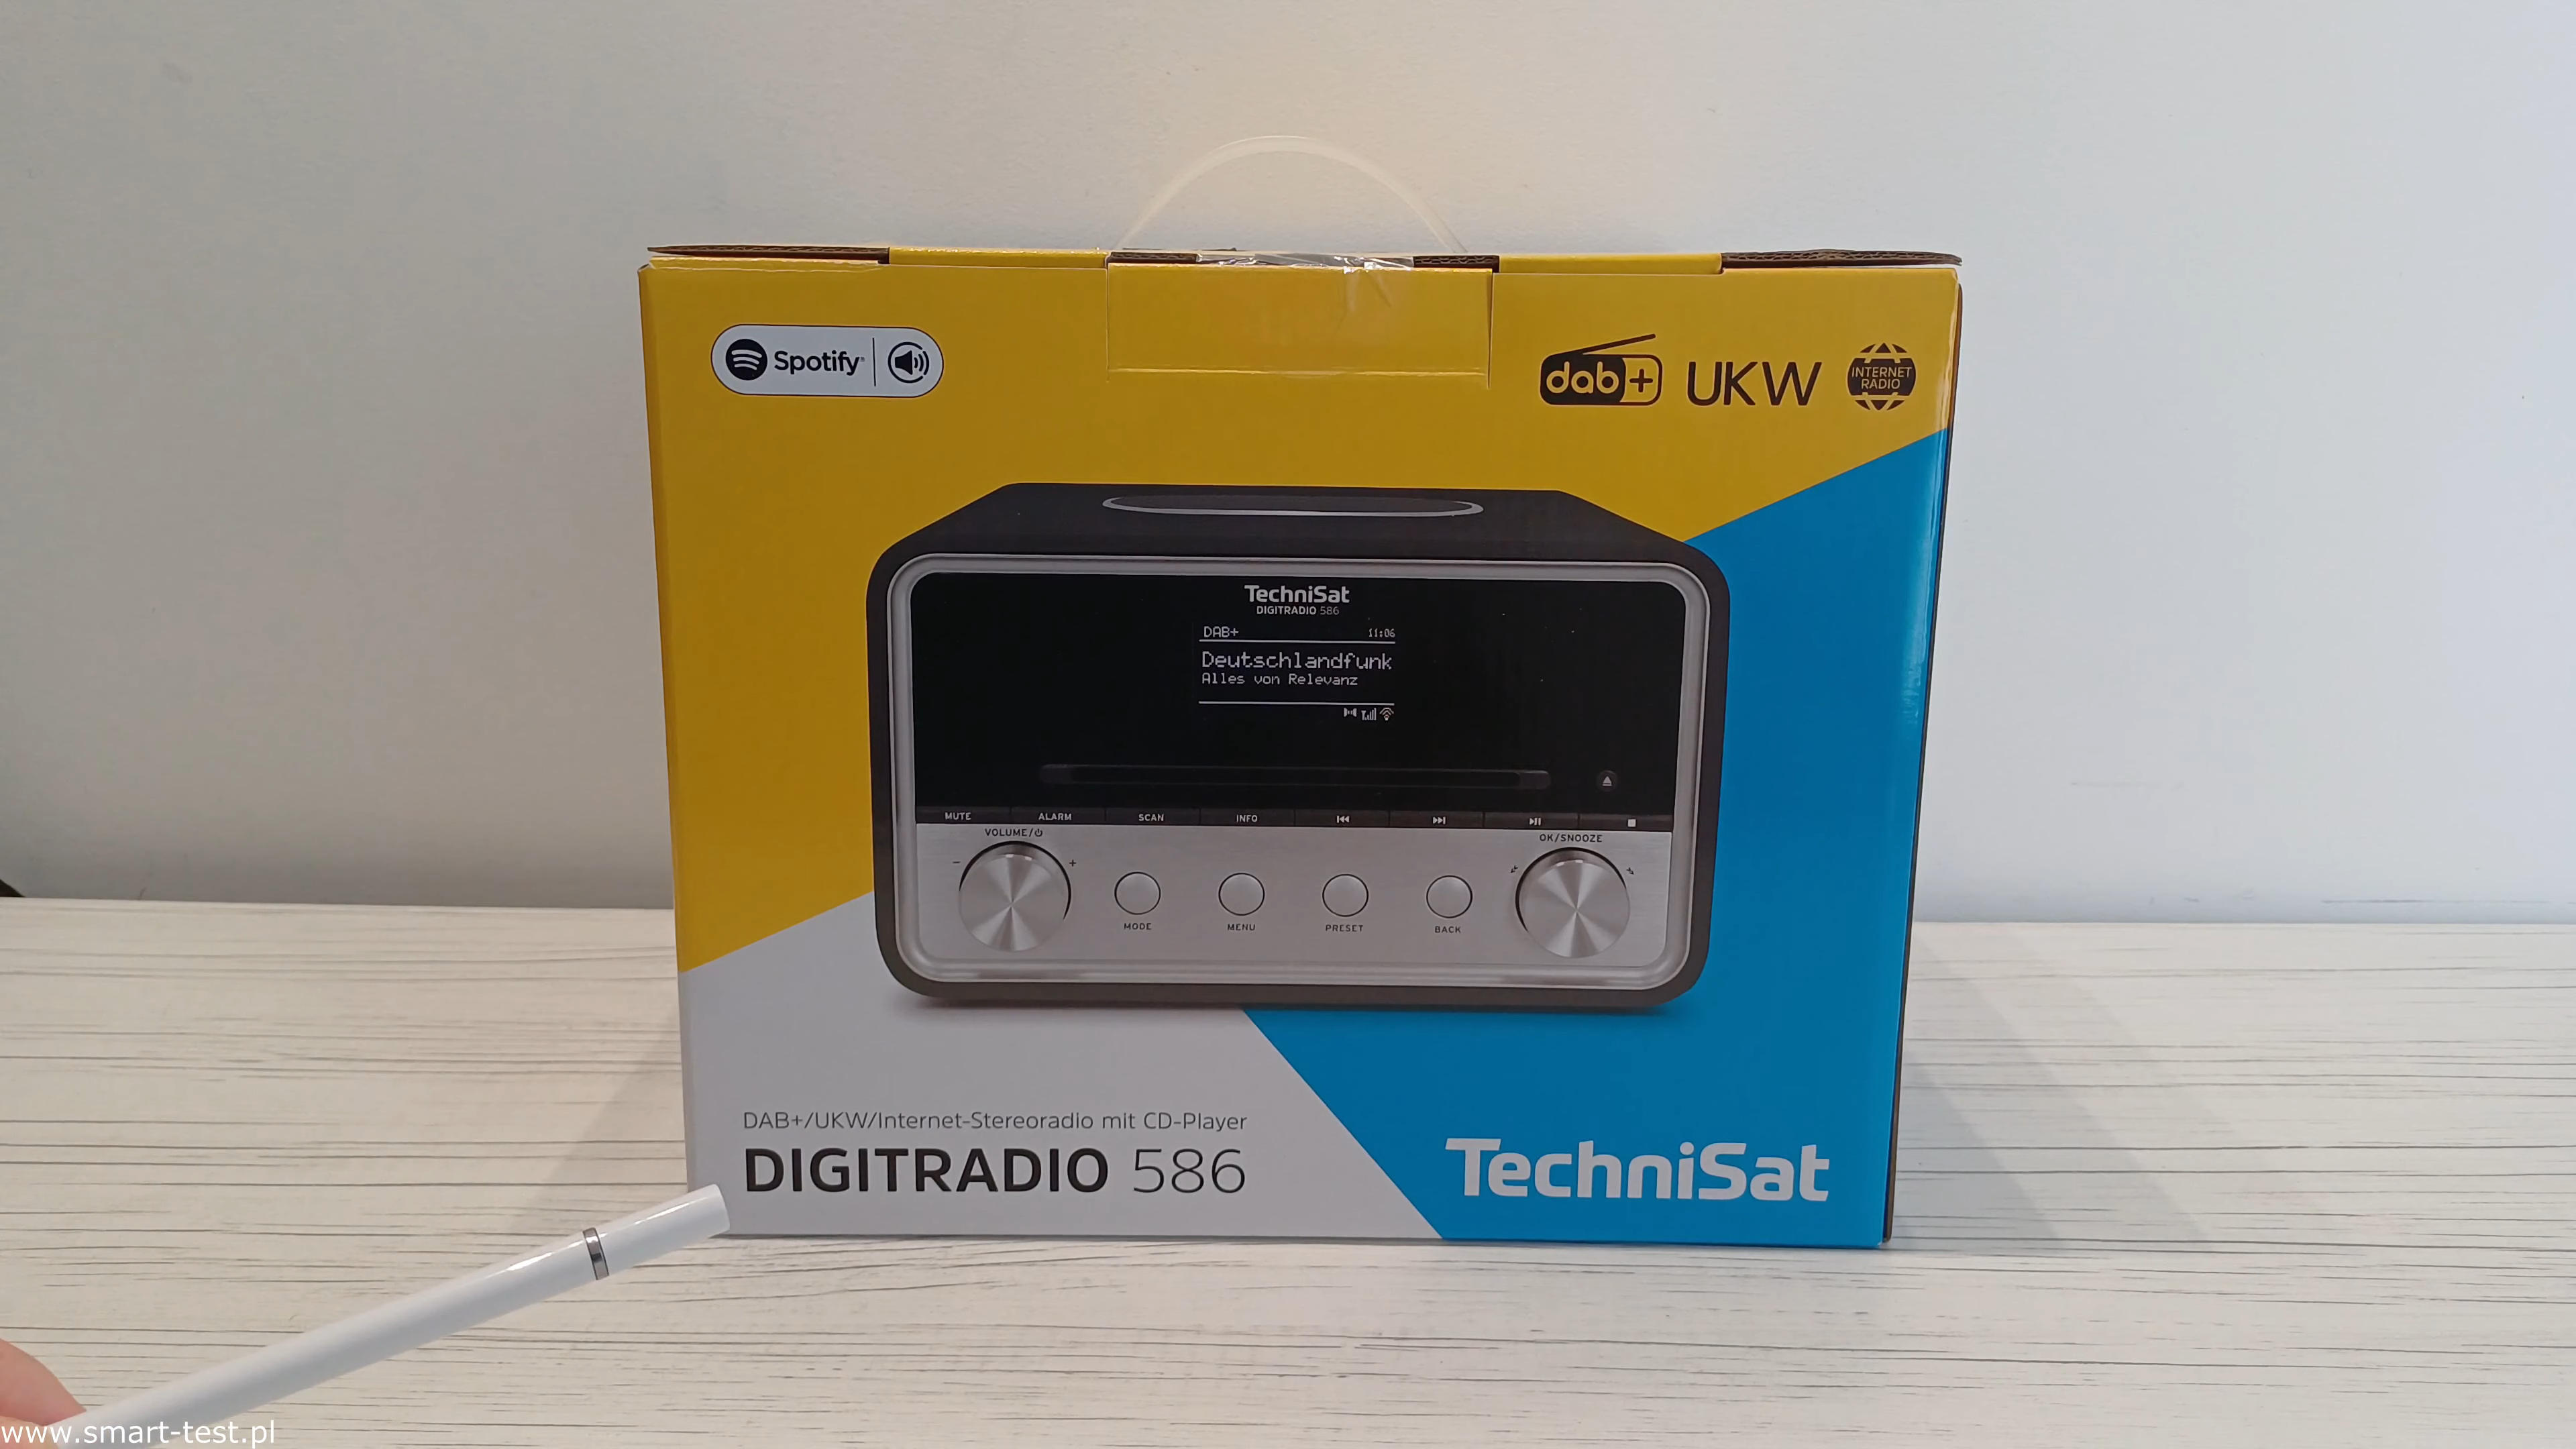 Spotify
dab+ UKW INTERNET RADIO
TechniSat
DIGITRADIO 586
DAB+ 11:06
Deutschlandfunk
Alles von Relevanz
MUTE ALARM SCAN INFO
VOLUME/ OK/SNOOZE
- +
MODE MENU PRESET BACK
DAB+/UKW/Internet-Stereoradio mit CD-Player
DIGITRADIO 586
TechniSat
www.smart-test.pl